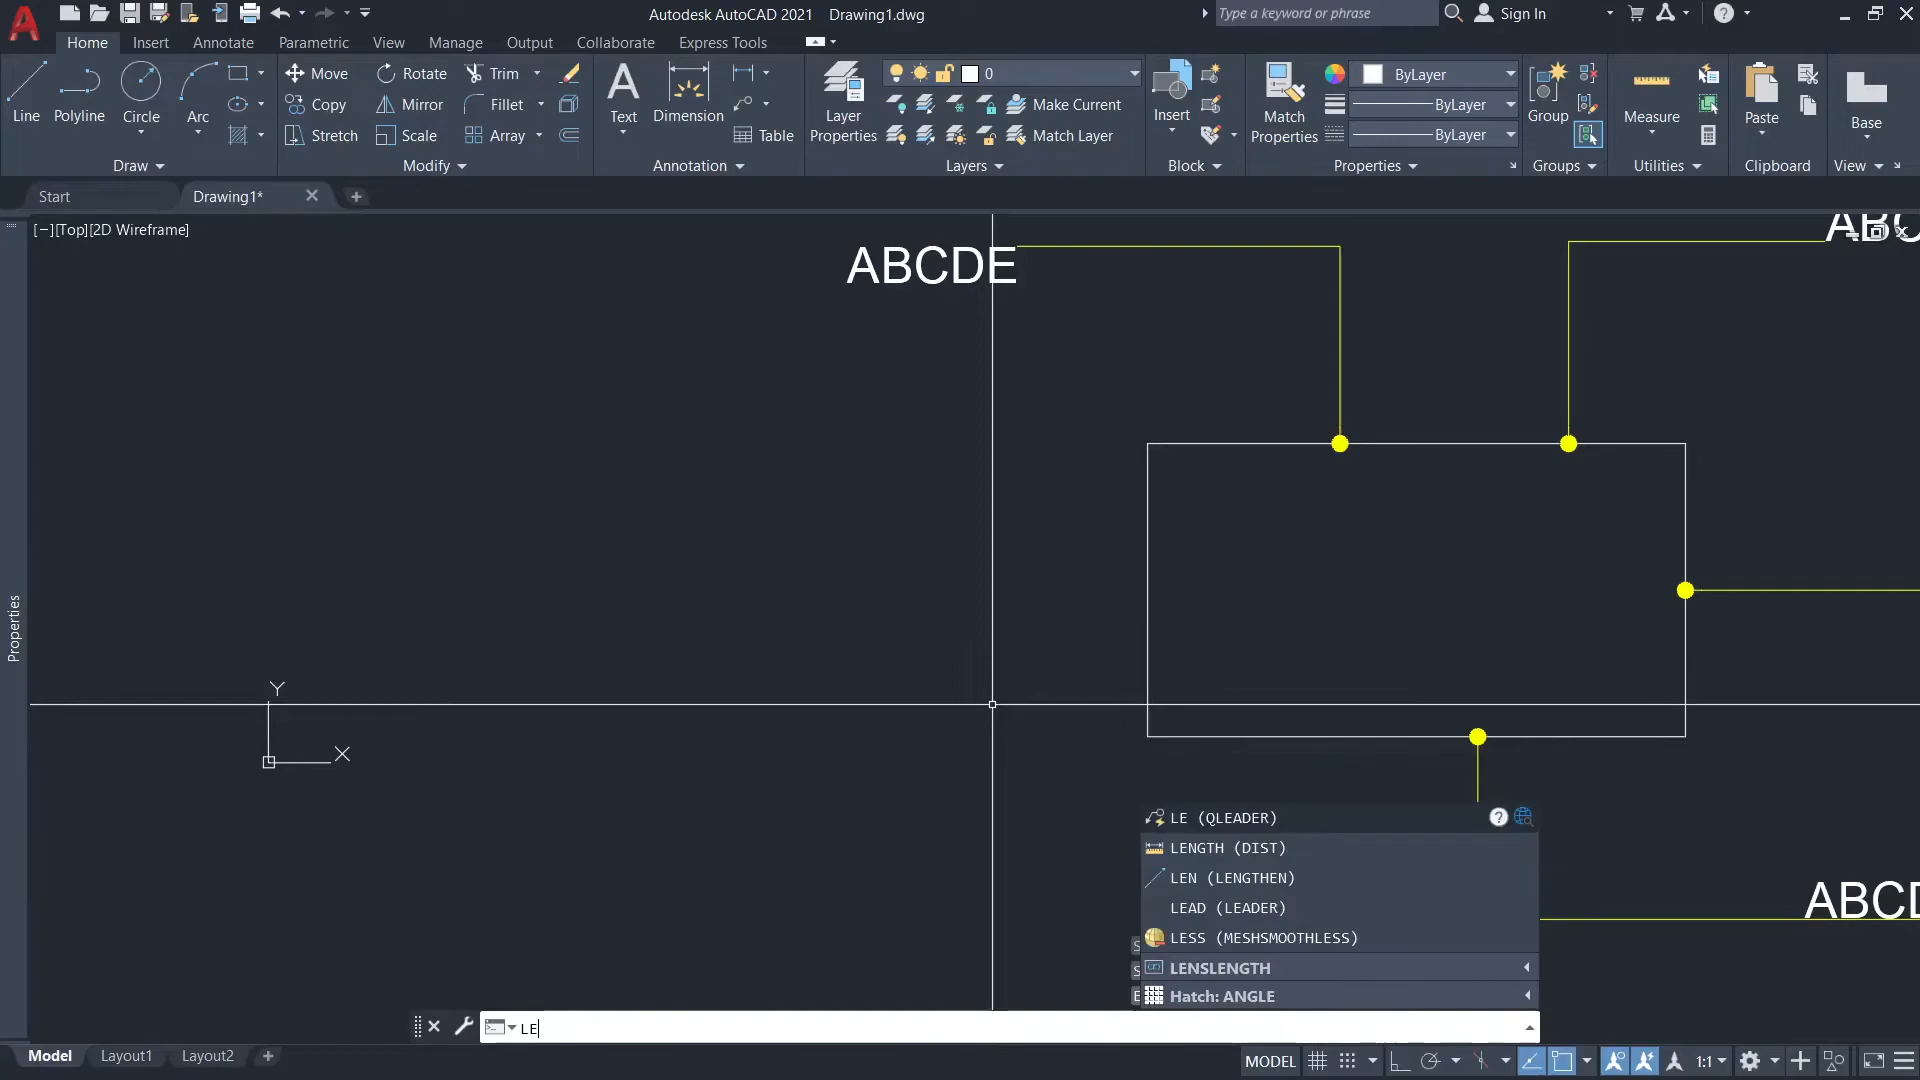 Autodesk AutoCAD 2021 Drawing1.dwg
Type a keyword or phrase
Sign In
Home Insert Annotate Parametric View Manage Output Collaborate Express Tools
Line Polyline Circle Arc
Move Rotate Trim
Copy Mirror Fillet
Stretch Scale Array
Text Dimension Table
Layer Properties
0
Make Current
Match Layer
Insert
Match Properties
ByLayer
ByLayer
ByLayer
Group
Measure
Paste
Base
Draw Modify Annotation Layers Block Properties Groups Utilities Clipboard View
Start Drawing1*
[−][Top][2D Wireframe]
ABC
ABCDE
Properties
Y
X
LE (QLEADER)
LENGTH (DIST)
LEN (LENGTHEN)
LEAD (LEADER)
LESS (MESHSMOOTHLESS)
LENSLENGTH
Hatch: ANGLE
ABCD
LE
Model Layout1 Layout2
MODEL 1:1